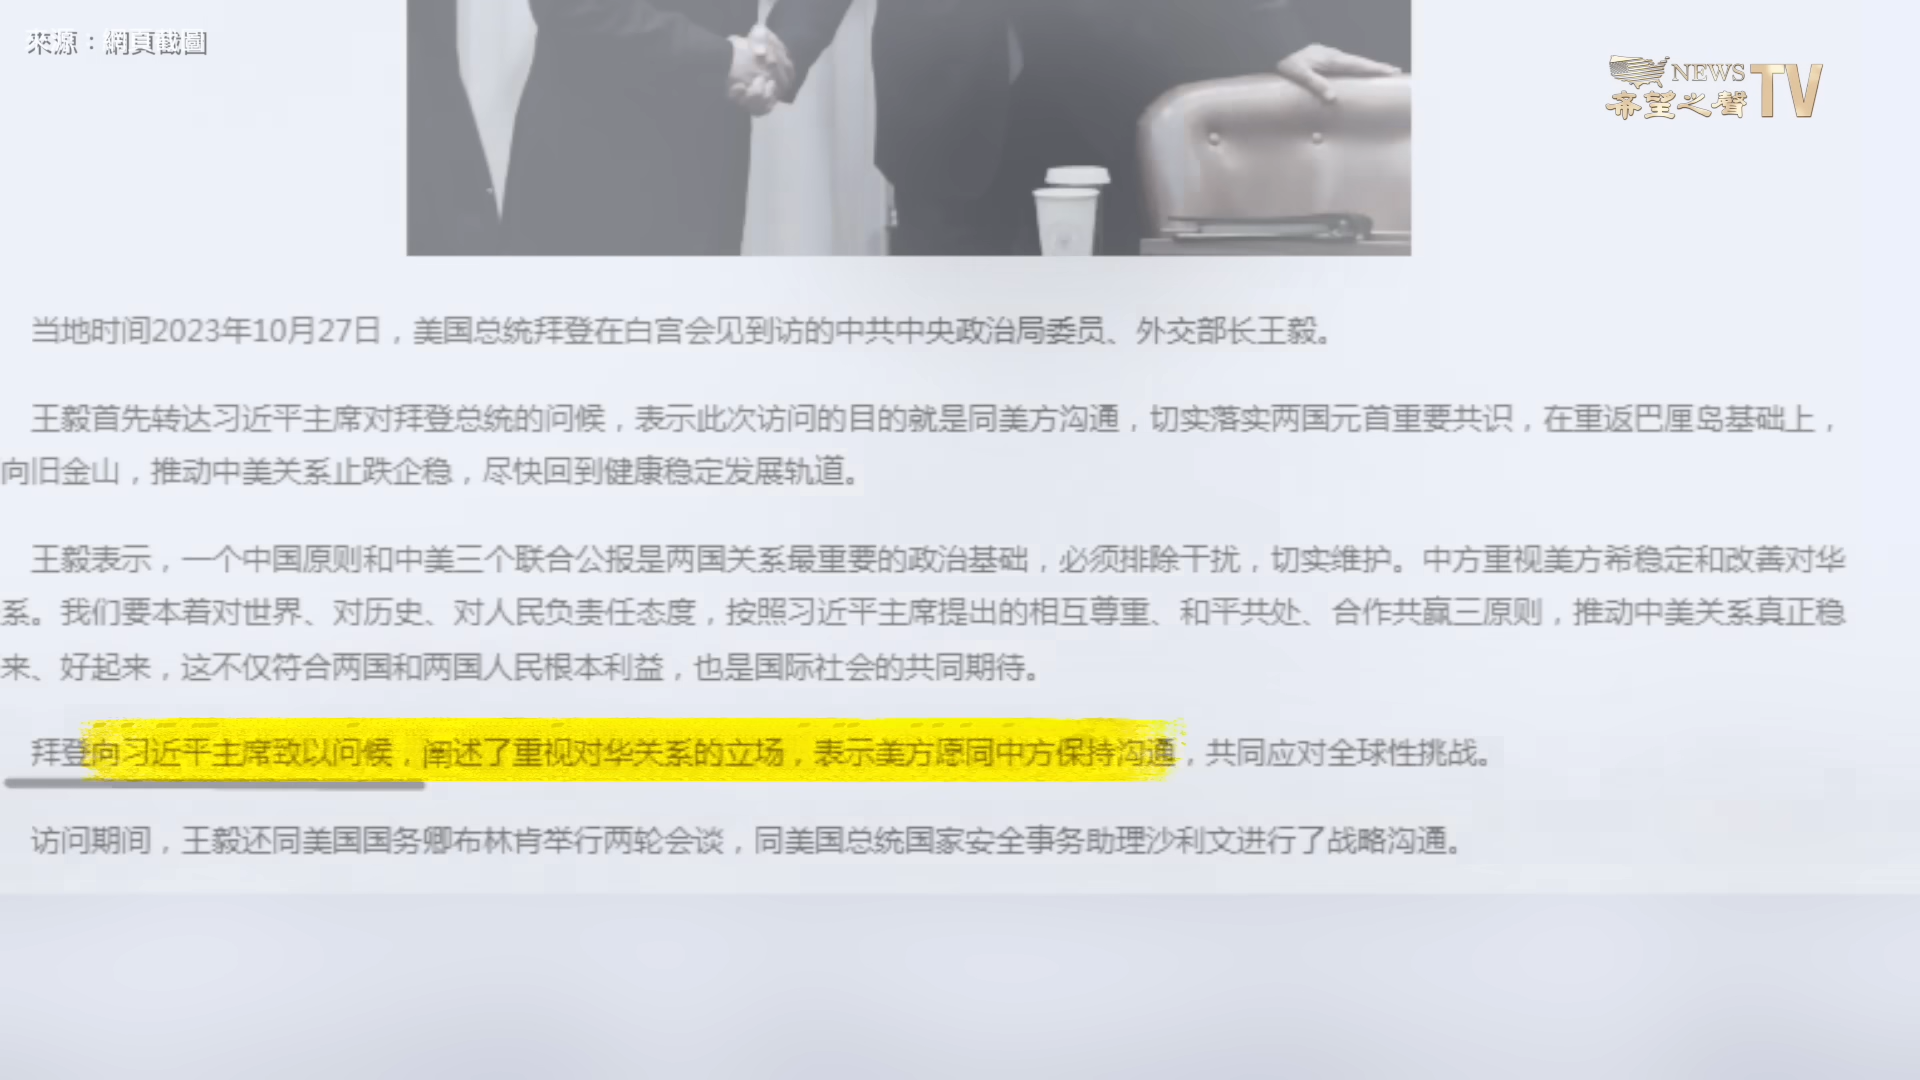 來源：網頁截圖
NEWS
希望之聲TV
当地时间2023年10月27日，美国总统拜登在白宫会见到访的中共中央政治局委员、外交部长王毅。
王毅首先转达习近平主席对拜登总统的问候，表示此次访问的目的就是同美方沟通，切实落实两国元首重要共识，在重返巴厘岛基础上，
向旧金山，推动中美关系止跌企稳，尽快回到健康稳定发展轨道。
王毅表示，一个中国原则和中美三个联合公报是两国关系最重要的政治基础，必须排除干扰，切实维护。中方重视美方希稳定和改善对华
系。我们要本着对世界、对历史、对人民负责任态度，按照习近平主席提出的相互尊重、和平共处、合作共赢三原则，推动中美关系真正稳
来、好起来，这不仅符合两国和两国人民根本利益，也是国际社会的共同期待。
拜登向习近平主席致以问候，阐述了重视对华关系的立场，表示美方愿同中方保持沟通，共同应对全球性挑战。
访问期间，王毅还同美国国务卿布林肯举行两轮会谈，同美国总统国家安全事务助理沙利文进行了战略沟通。